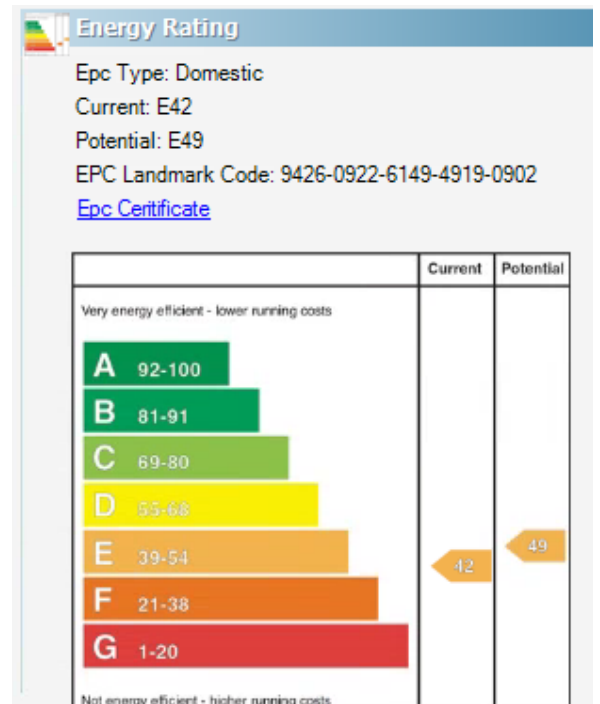 Energy Rating
Epc Type: Domestic
Current: E42
Potential: E49
EPC Landmark Code: 9426-0922-6149-4919-0902
Epc Ceritificate
Current Potential
Very energy efficient - lower running costs
A 92-100
B 81-91
C 69-80
D 55-68
E 39-54 42 49
F 21-38
G 1-20
Not energy efficient - higher running costs